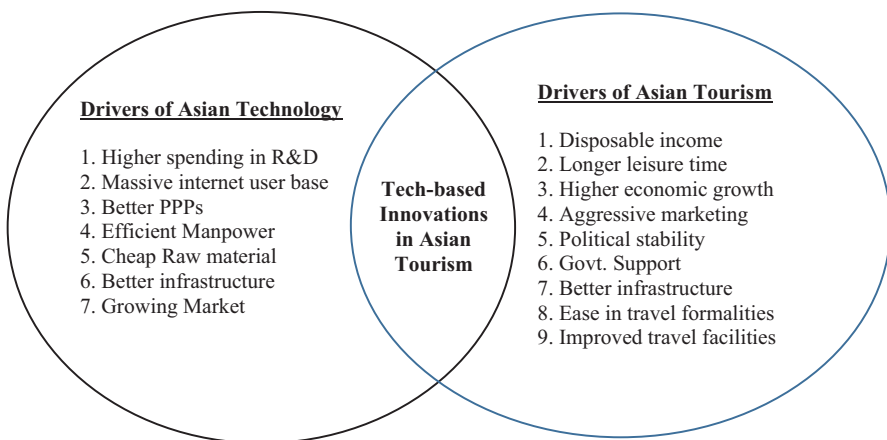 Drivers of Asian Technology
1. Higher spending in R&D
2. Massive internet user base
3. Better PPPs
4. Efficient Manpower
5. Cheap Raw material
6. Better infrastructure
7. Growing Market
Tech-based
Innovations
in Asian
Tourism
Drivers of Asian Tourism
1. Disposable income
2. Longer leisure time
3. Higher economic growth
4. Aggressive marketing
5. Political stability
6. Govt. Support
7. Better infrastructure
8. Ease in travel formalities
9. Improved travel facilities